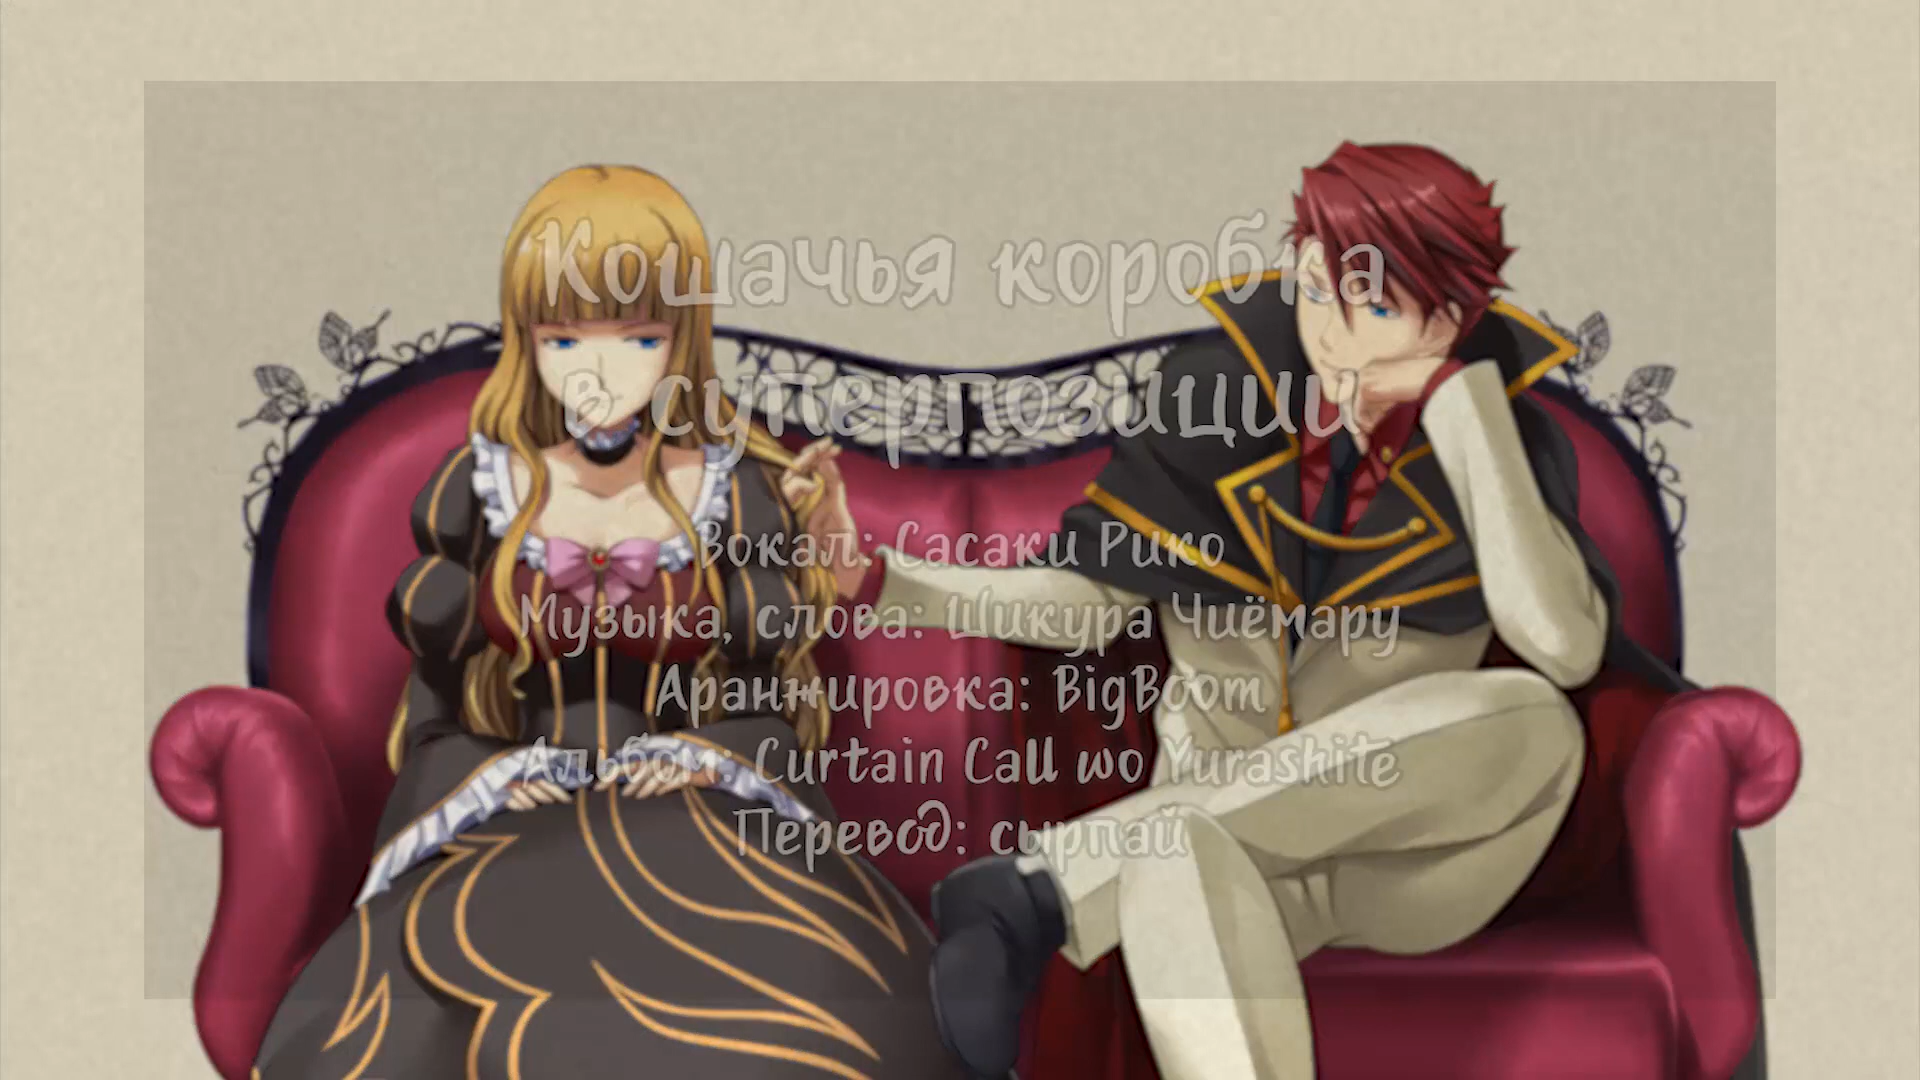 Кошачья коробка
в суперпозиции
Вокал: Сасаки Рико
Музыка, слова: Шикура Чиёмару
Аранжировка: BigBoom
Альбом: Curtain Call wo Yurashite
Перевод: сырпай